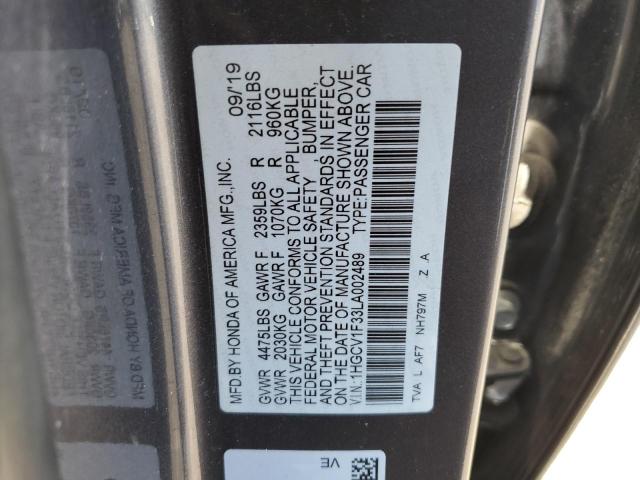 MFD.BY HONDA OF AMERICA MFG.,INC. 09/'19
GVWR 4475LBS GAWR F 2359LBS R 2116LBS
GVWR 2030KG GAWR F 1070KG R 960KG
THIS VEHICLE CONFORMS TO ALL APPLICABLE
FEDERAL MOTOR VEHICLE SAFETY , BUMPER,
AND THEFT PREVENTION STANDARDS IN EFFECT
ON THE DATE OF MANUFACTURE SHOWN ABOVE.
V.I.N.:1HGCV1F33LA002489 TYPE:PASSENGER CAR
TVA L AF7 NH797M Z .A